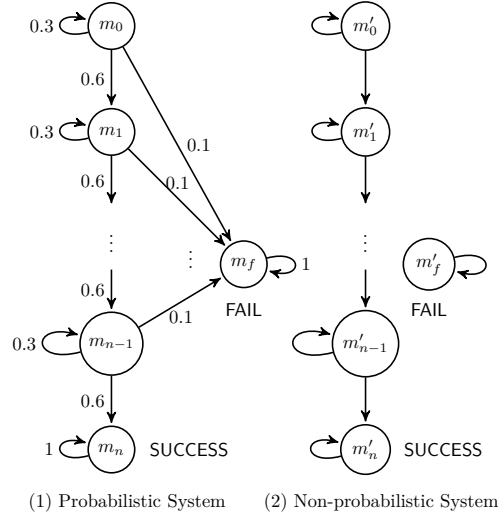 0.3 m₀ m′₀
0.6 0.1
0.3 m₁ m′₁
0.6 0.1
⋮ ⋮ ⋮
m_f 1 m′_f
0.6 FAIL FAIL
0.1
0.3 m_{n−1} m′_{n−1}
0.6
1 m_n SUCCESS m′_n SUCCESS
(1) Probabilistic System (2) Non-probabilistic System